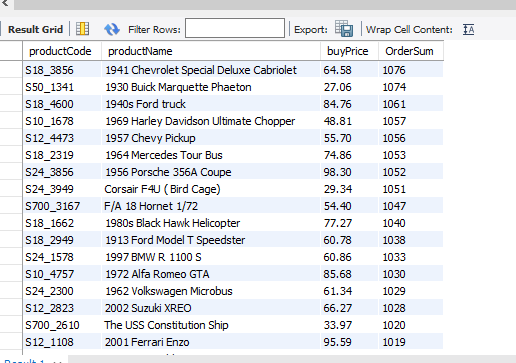 Result Grid Filter Rows: Export: Wrap Cell Content:
productCode productName buyPrice OrderSum
S18_3856 1941 Chevrolet Special Deluxe Cabriolet 64.58 1076
S50_1341 1930 Buick Marquette Phaeton 27.06 1074
S18_4600 1940s Ford truck 84.76 1061
S10_1678 1969 Harley Davidson Ultimate Chopper 48.81 1057
S12_4473 1957 Chevy Pickup 55.70 1056
S18_2319 1964 Mercedes Tour Bus 74.86 1053
S24_3856 1956 Porsche 356A Coupe 98.30 1052
S24_3949 Corsair F4U ( Bird Cage) 29.34 1051
S700_3167 F/A 18 Hornet 1/72 54.40 1047
S18_1662 1980s Black Hawk Helicopter 77.27 1040
S18_2949 1913 Ford Model T Speedster 60.78 1038
S24_1578 1997 BMW R 1100 S 60.86 1033
S10_4757 1972 Alfa Romeo GTA 85.68 1030
S24_2300 1962 Volkswagen Microbus 61.34 1029
S12_2823 2002 Suzuki XREO 66.27 1028
S700_2610 The USS Constitution Ship 33.97 1020
S12_1108 2001 Ferrari Enzo 95.59 1019